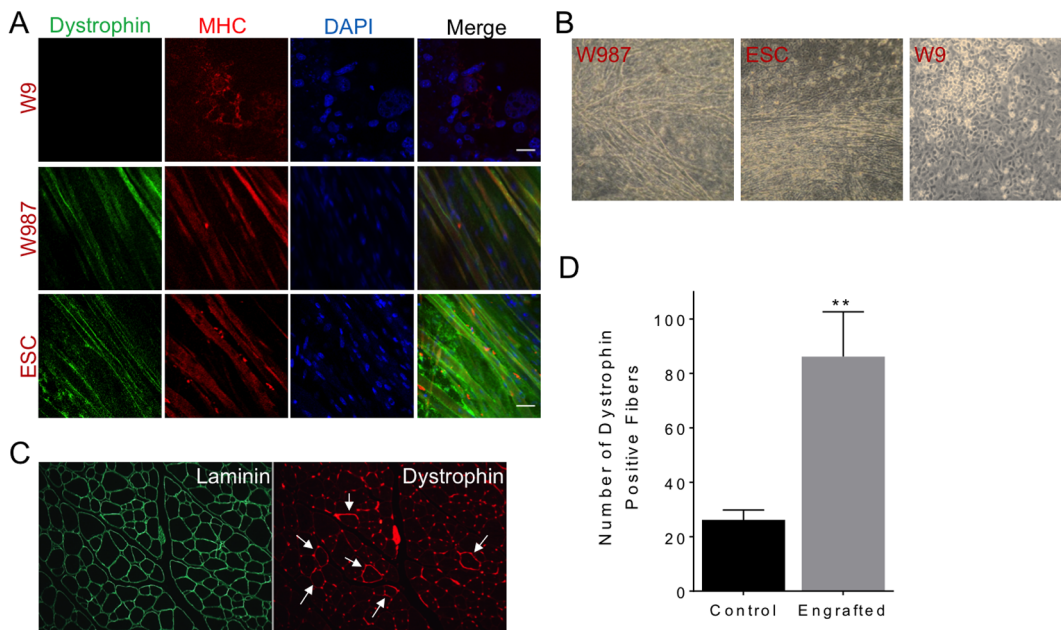 A
Dystrophin MHC DAPI Merge
W9
W987
ESC
B
W987 ESC W9
C
Laminin Dystrophin
D
Number of Dystrophin
Positive Fibers
100
80
60
40
20
0
**
Control Engrafted